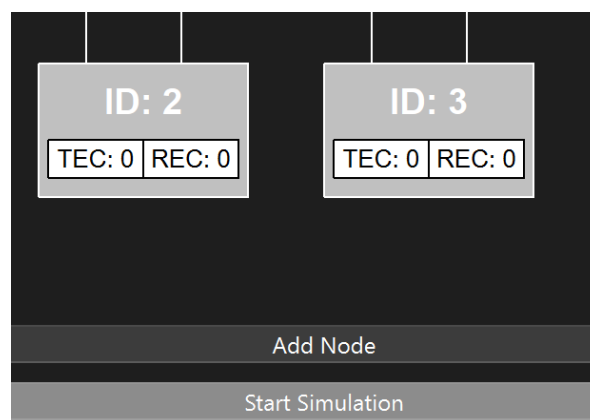 ID: 2 ID: 3
TEC: 0 REC: 0 TEC: 0 REC: 0
Add Node
Start Simulation